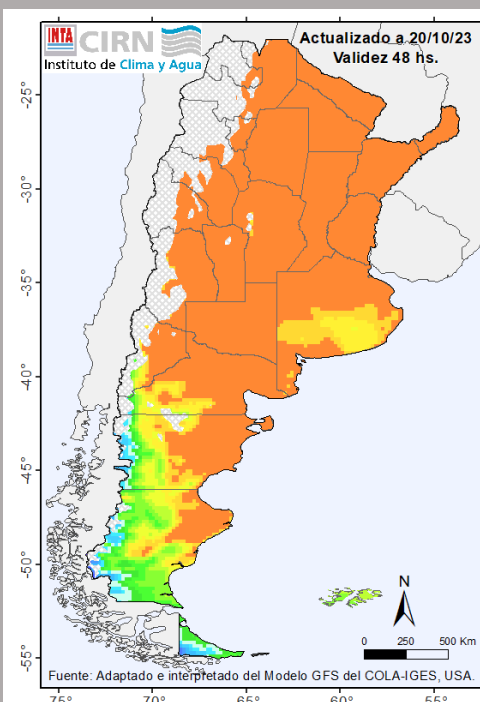 INTA CIRN
Instituto de Clima y Agua
Actualizado a 20/10/23
Validez 48 hs.
-25°
-30°
-35°
-40°
-45°
-50°
-55°
N
0 250 500 Km
Fuente: Adaptado e interpretado del Modelo GFS del COLA-IGES, USA.
-75° -70° -65° -60° -55°